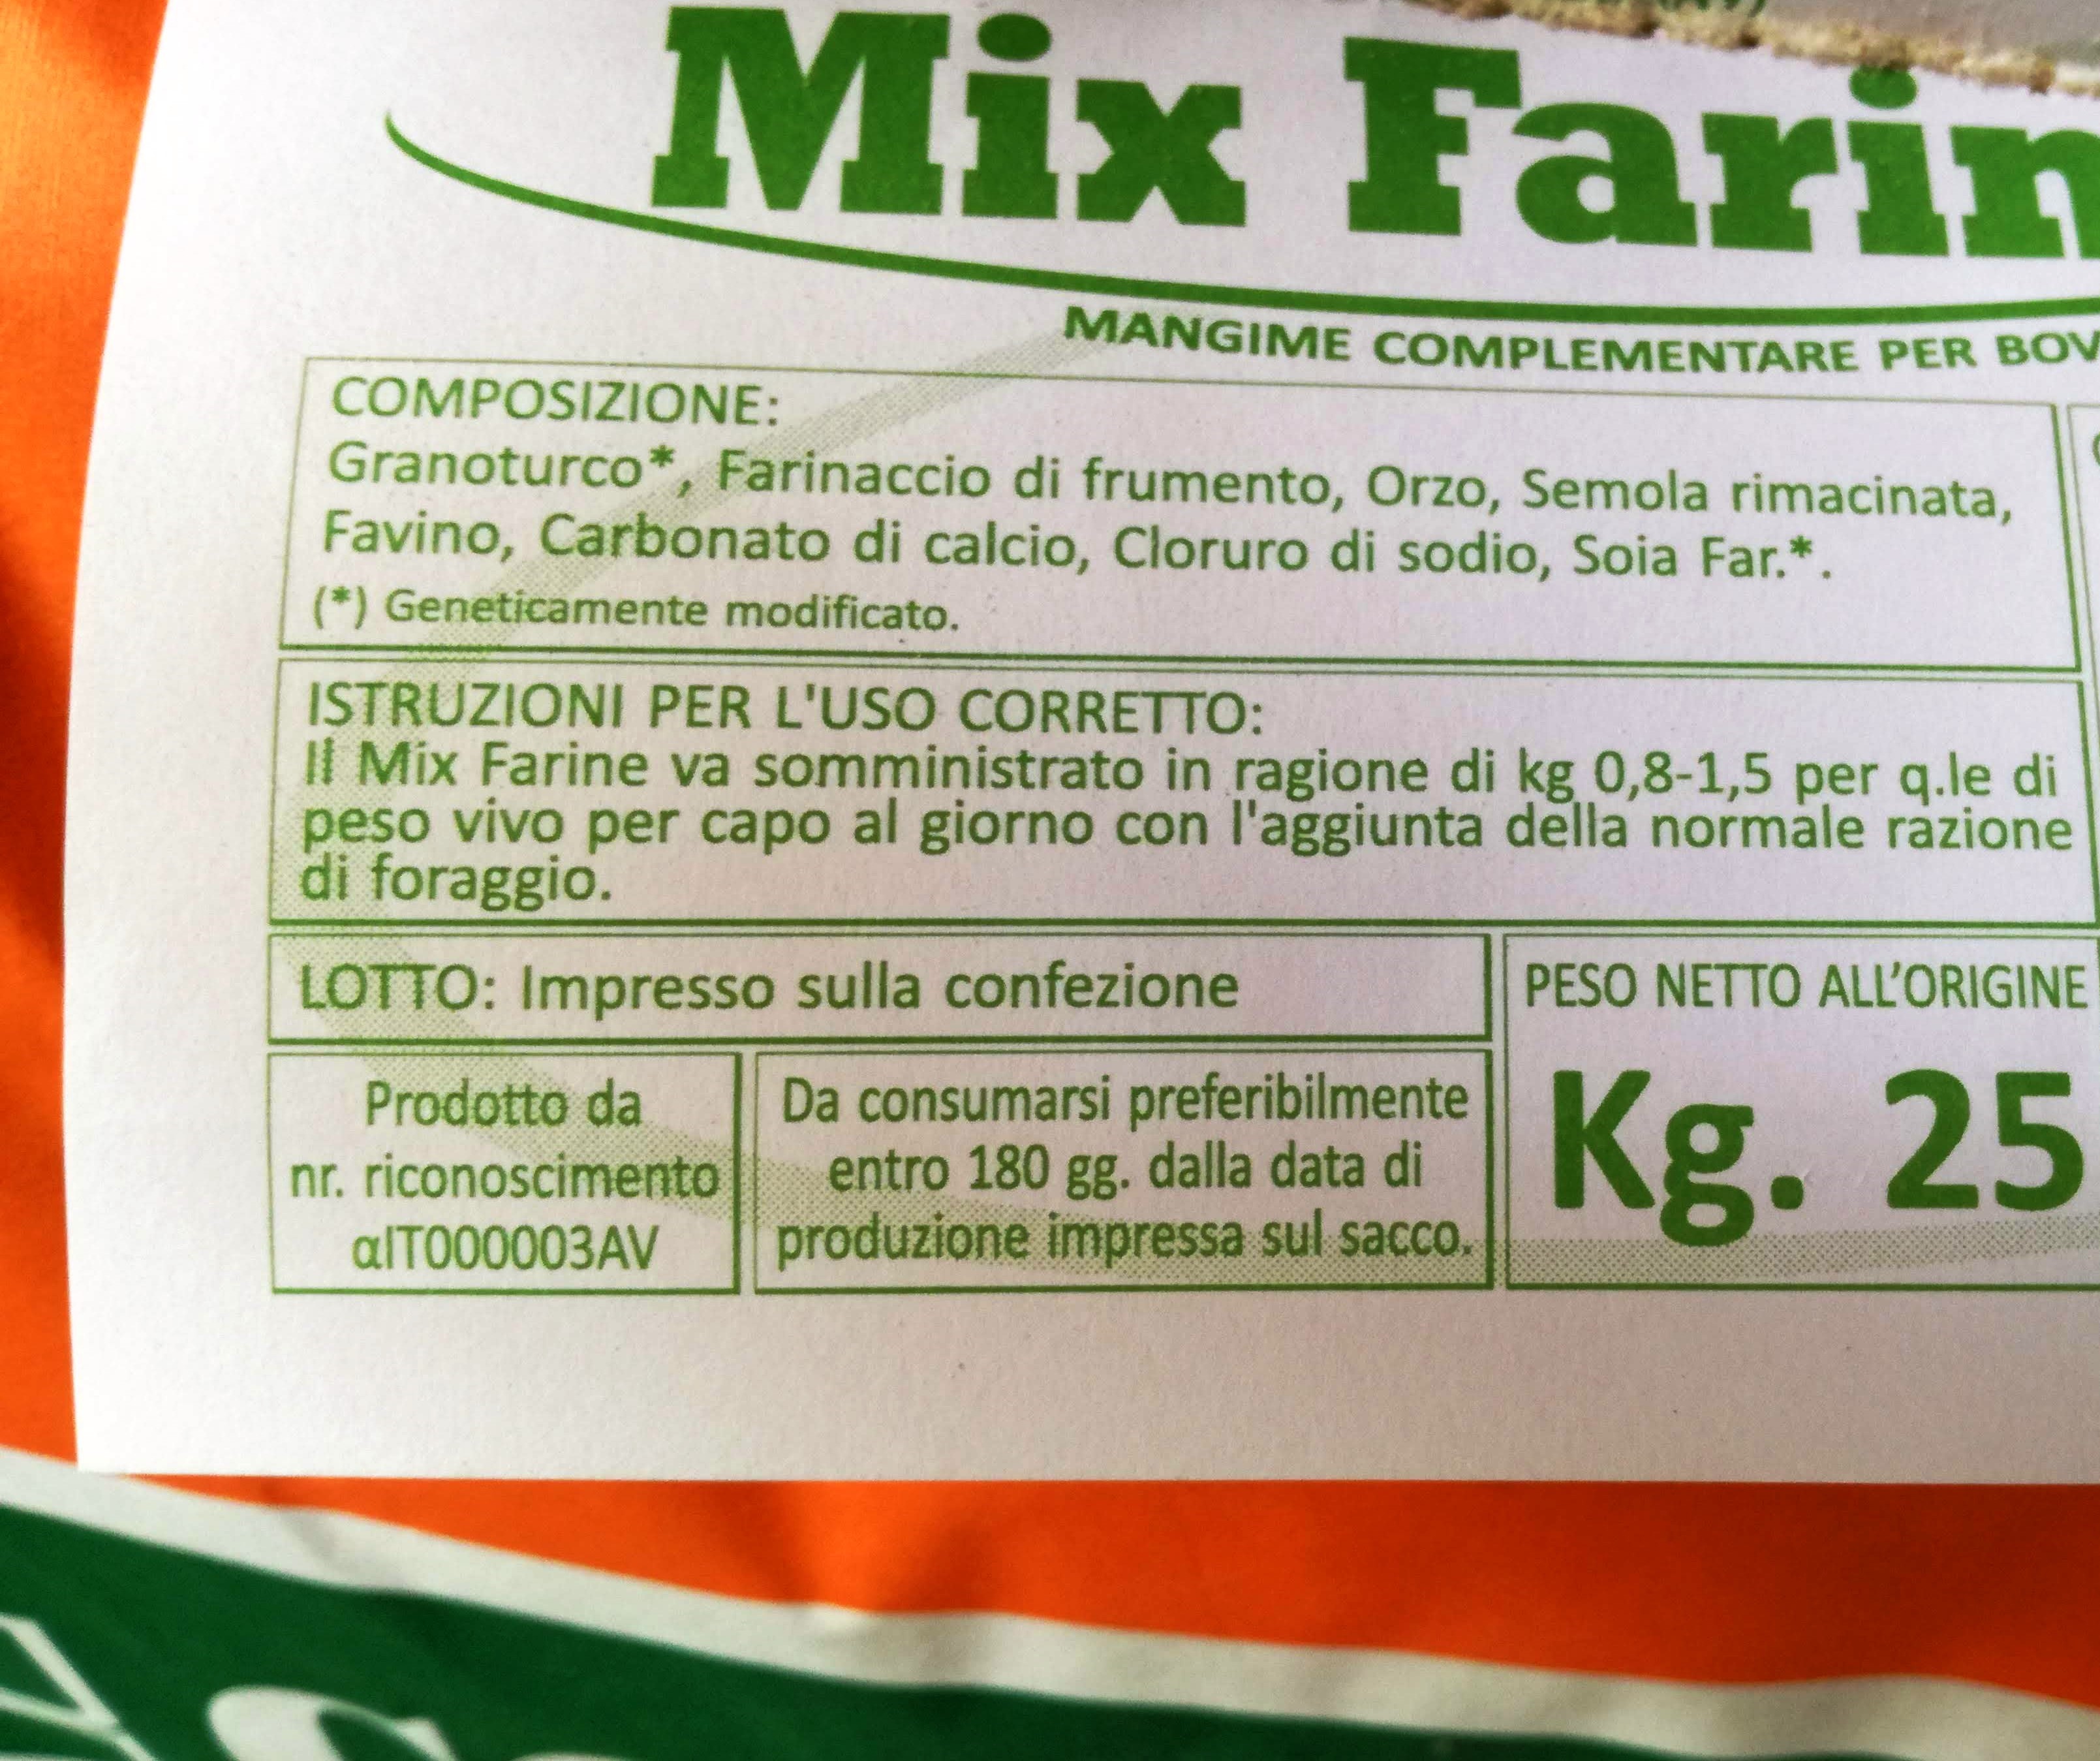 Mix Farin
MANGIME COMPLEMENTARE PER BOV
COMPOSIZIONE:
Granoturco*, Farinaccio di frumento, Orzo, Semola rimacinata,
Favino, Carbonato di calcio, Cloruro di sodio, Soia Far.*.
(*) Geneticamente modificato.
ISTRUZIONI PER L'USO CORRETTO:
Il Mix Farine va somministrato in ragione di kg 0,8-1,5 per q.le di
peso vivo per capo al giorno con l'aggiunta della normale razione
di foraggio.
LOTTO: Impresso sulla confezione
PESO NETTO ALL’ORIGINE
Kg. 25
Prodotto da
nr. riconoscimento
αIT000003AV
Da consumarsi preferibilmente
entro 180 gg. dalla data di
produzione impressa sul sacco.